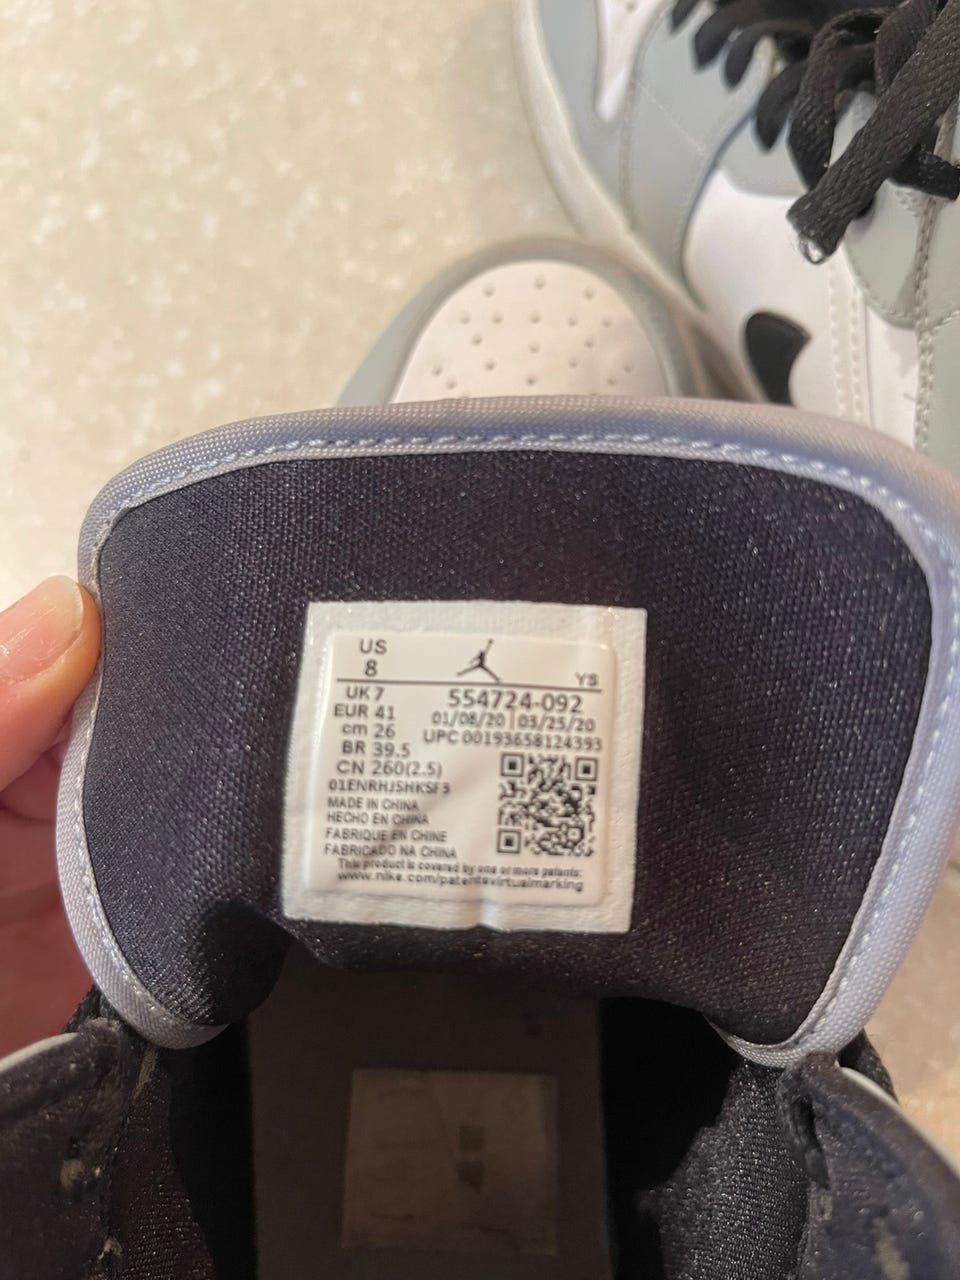 US
8
YS
UK 7
554724-092
EUR 41
01/08/20 03/25/20
cm 26
UPC 00193658124393
BR 39.5
CN 260(2.5)
01ENRHJSHKSF3
MADE IN CHINA
HECHO EN CHINA
FABRIQUE EN CHINE
FABRICADO NA CHINA
This product is covered by one or more patents:
www.nike.com/patentsvirtualmarking